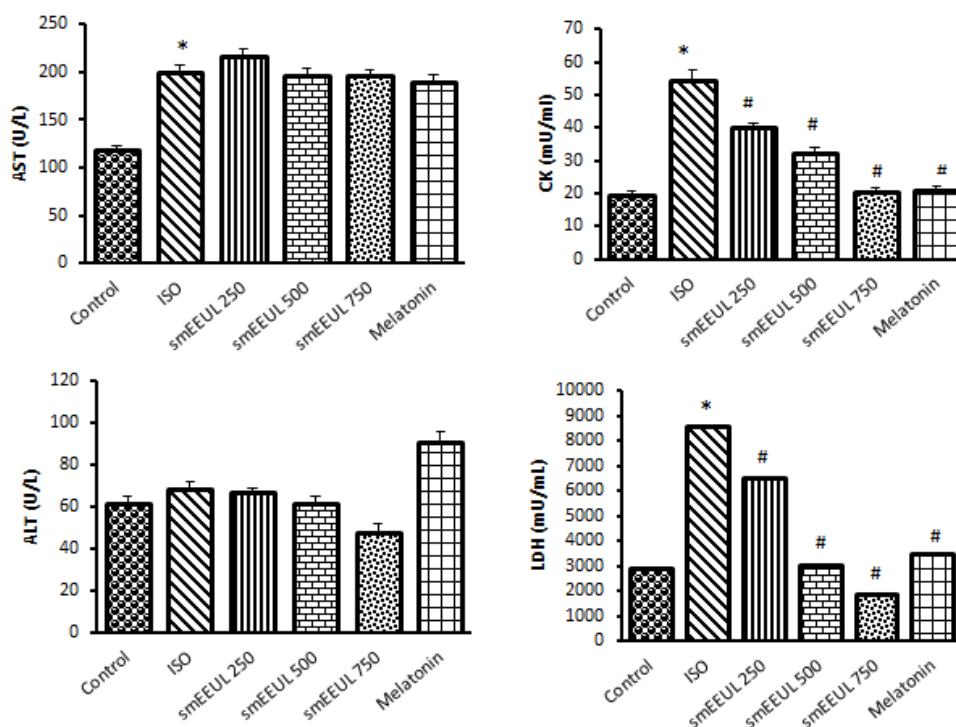 AST (U/L)
250
200
150
100
50
0
*
Control
ISO
smEEUL 250
smEEUL 500
smEEUL 750
Melatonin
CK (mU/ml)
70
60
50
40
30
20
10
0
*
#
#
#
#
Control
ISO
smEEUL 250
smEEUL 500
smEEUL 750
Melatonin
ALT (U/L)
120
100
80
60
40
20
0
Control
ISO
smEEUL 250
smEEUL 500
smEEUL 750
Melatonin
LDH (mU/mL)
10000
9000
8000
7000
6000
5000
4000
3000
2000
1000
0
*
#
#
#
#
Control
ISO
smEEUL 250
smEEUL 500
smEEUL 750
Melatonin